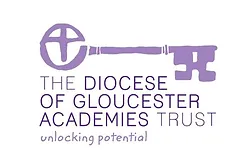 THE DIOCESE
OF GLOUCESTER
ACADEMIES TRUST
unlocking potential